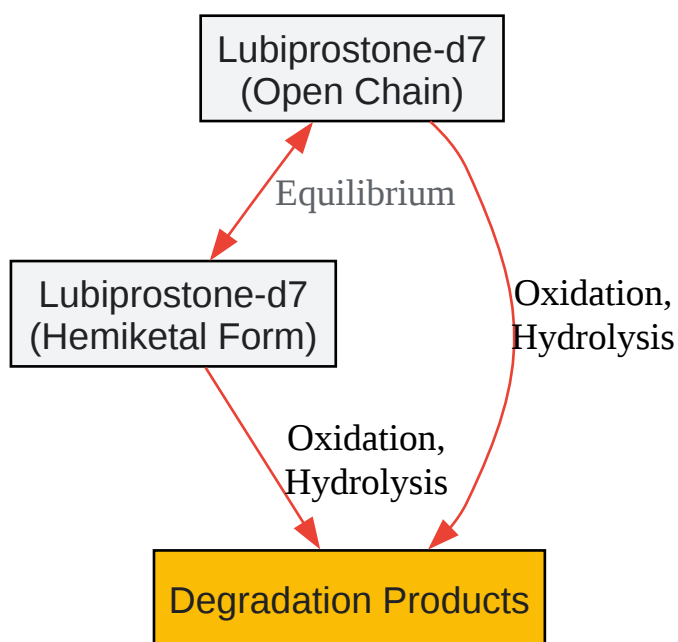 Lubiprostone-d7
(Open Chain)
Equilibrium
Lubiprostone-d7
(Hemiketal Form)
Oxidation,
Hydrolysis
Oxidation,
Hydrolysis
Degradation Products